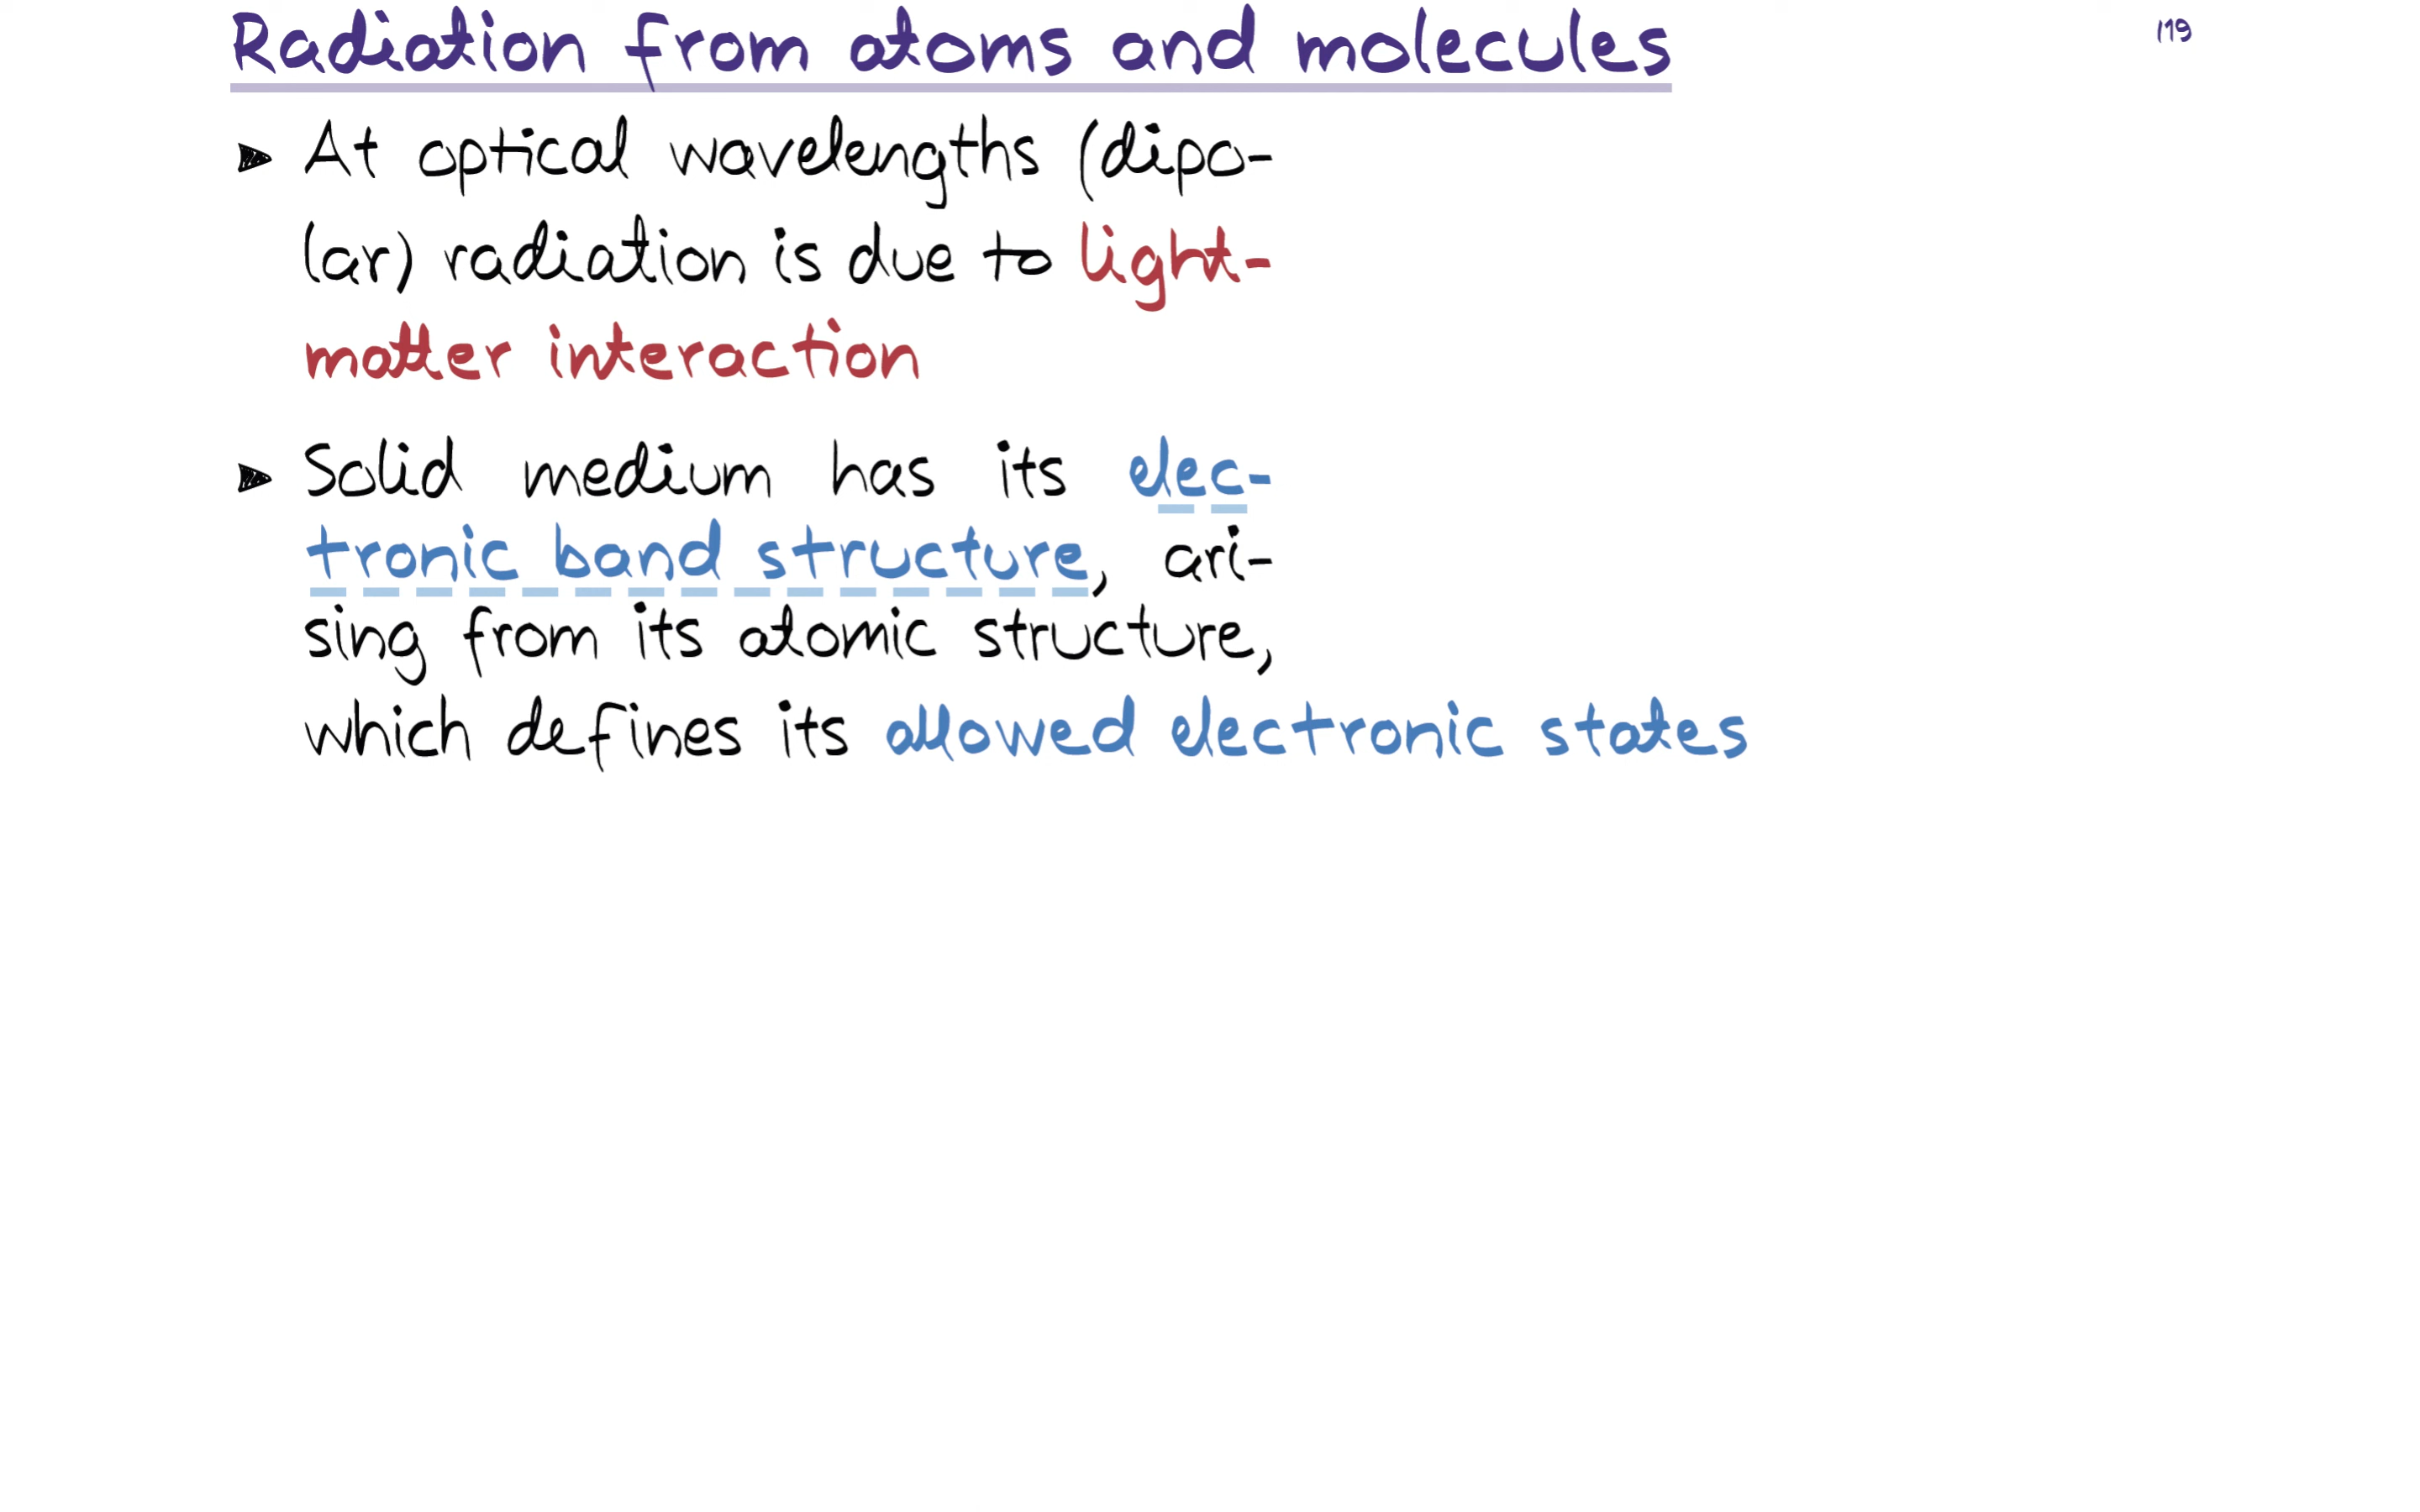 Radiation from atoms and molecules
119
At optical wavelengths (dipo-
lar) radiation is due to light-
matter interaction
Solid medium has its elec-
tronic band structure, ari-
sing from its atomic structure,
which defines its allowed electronic states